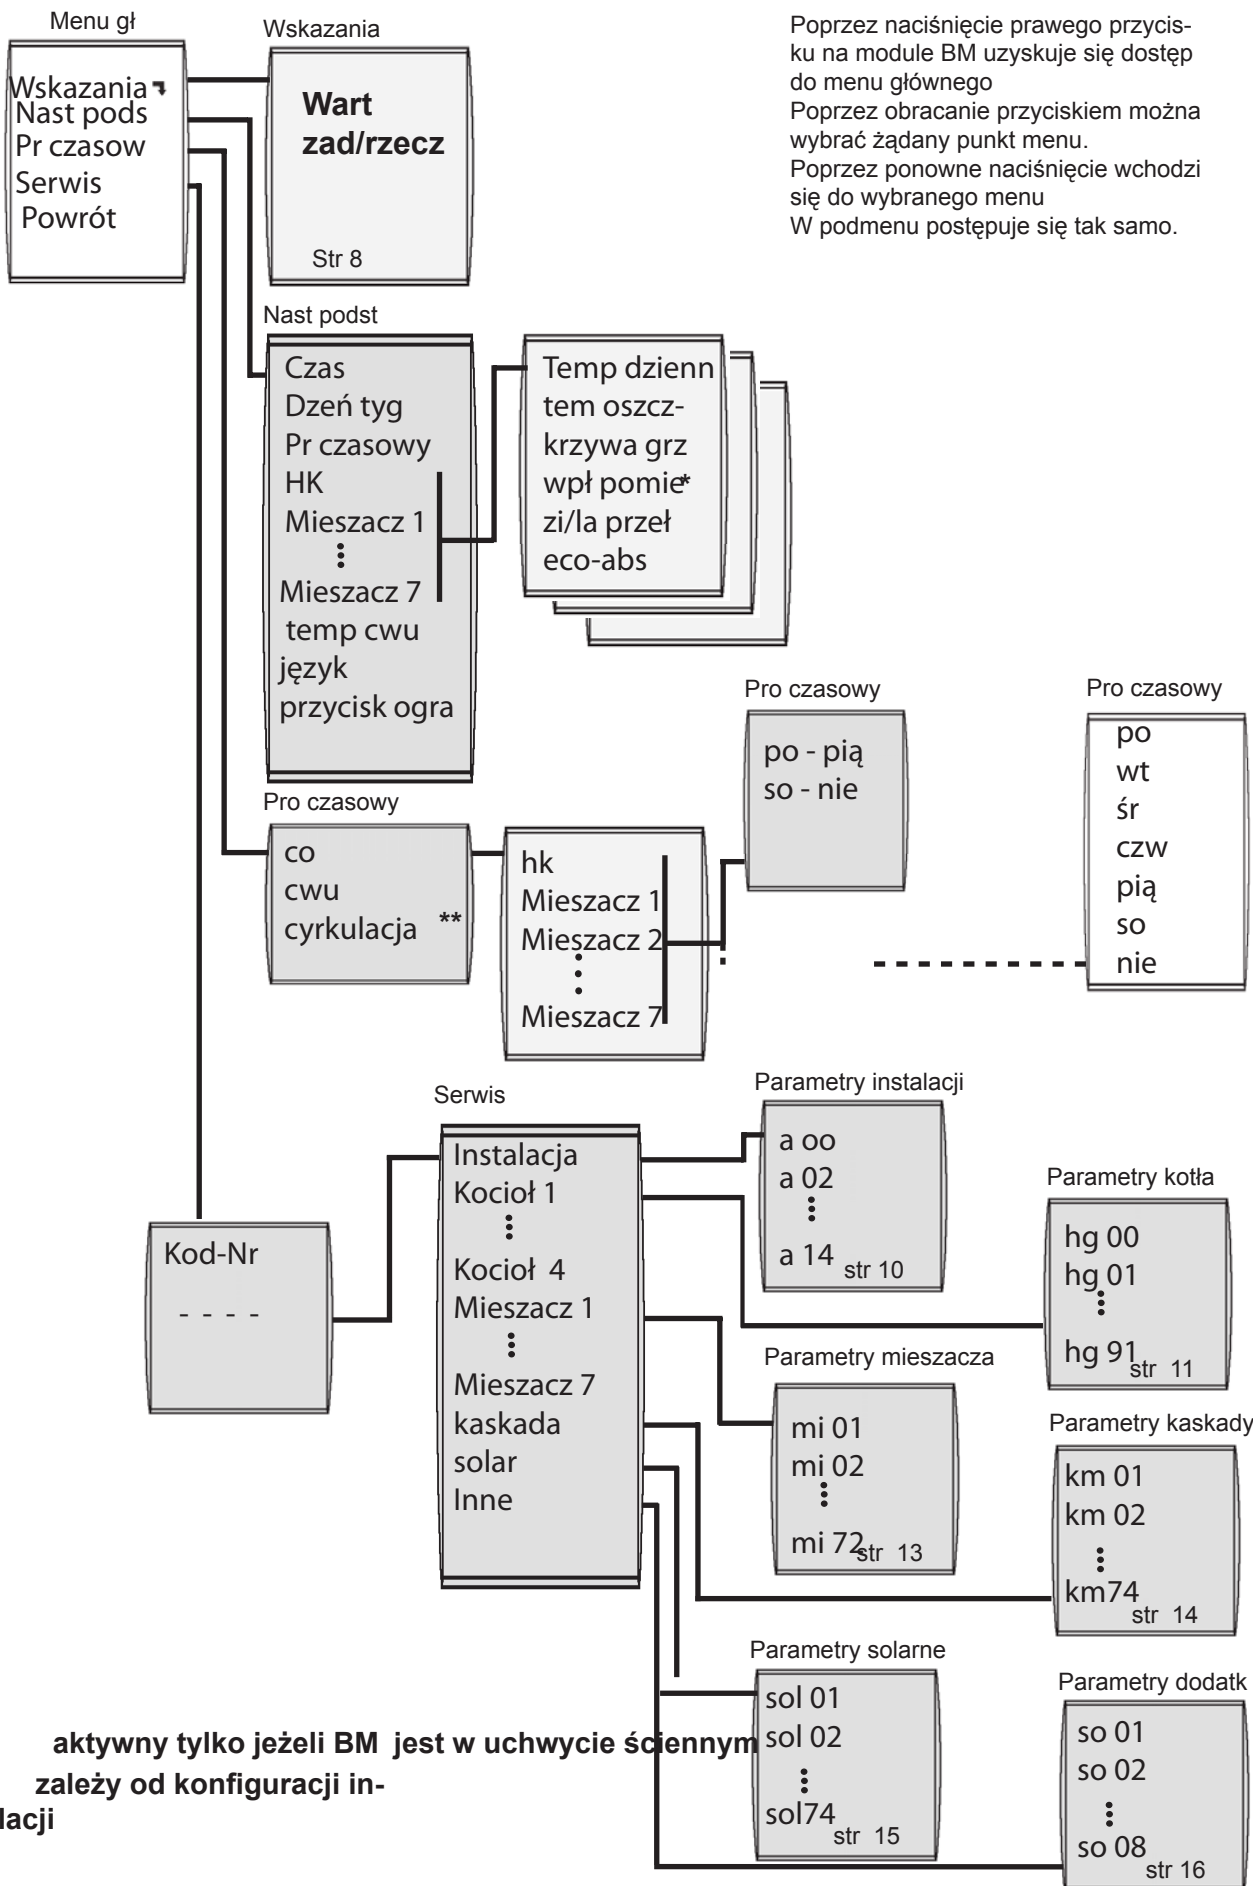 Menu gł
Wskazania
Nast pods
Pr czasow
Serwis
Powrót
Wskazania
Wart
zad/rzecz
Str 8
Poprzez naciśnięcie prawego przycis-
ku na module BM uzyskuje się dostęp
do menu głównego
Poprzez obracanie przyciskiem można
wybrać żądany punkt menu.
Poprzez ponowne naciśnięcie wchodzi
się do wybranego menu
W podmenu postępuje się tak samo.
Nast podst
Czas
Dzeń tyg
Pr czasowy
HK
Mieszacz 1
Mieszacz 7
temp cwu
język
przycisk ogra
Temp dzienn
tem oszcz-
krzywa grz
wpł pomie*
zi/la przeł
eco-abs
Pro czasowy
co
cwu
cyrkulacja **
hk
Mieszacz 1
Mieszacz 2
Mieszacz 7
Pro czasowy
po - pią
so - nie
Pro czasowy
po
wt
śr
czw
pią
so
nie
Kod-Nr
- - - -
Serwis
Instalacja
Kocioł 1
Kocioł 4
Mieszacz 1
Mieszacz 7
kaskada
solar
Inne
Parametry instalacji
a oo
a 02
a 14 str 10
Parametry kotła
hg 00
hg 01
hg 91 str 11
Parametry mieszacza
mi 01
mi 02
mi 72 str 13
Parametry kaskady
km 01
km 02
km74
str 14
Parametry solarne
sol 01
sol 02
sol74
str 15
Parametry dodatk
so 01
so 02
so 08
str 16
aktywny tylko jeżeli BM jest w uchwycie ściennym
zależy od konfiguracji in-
lacji